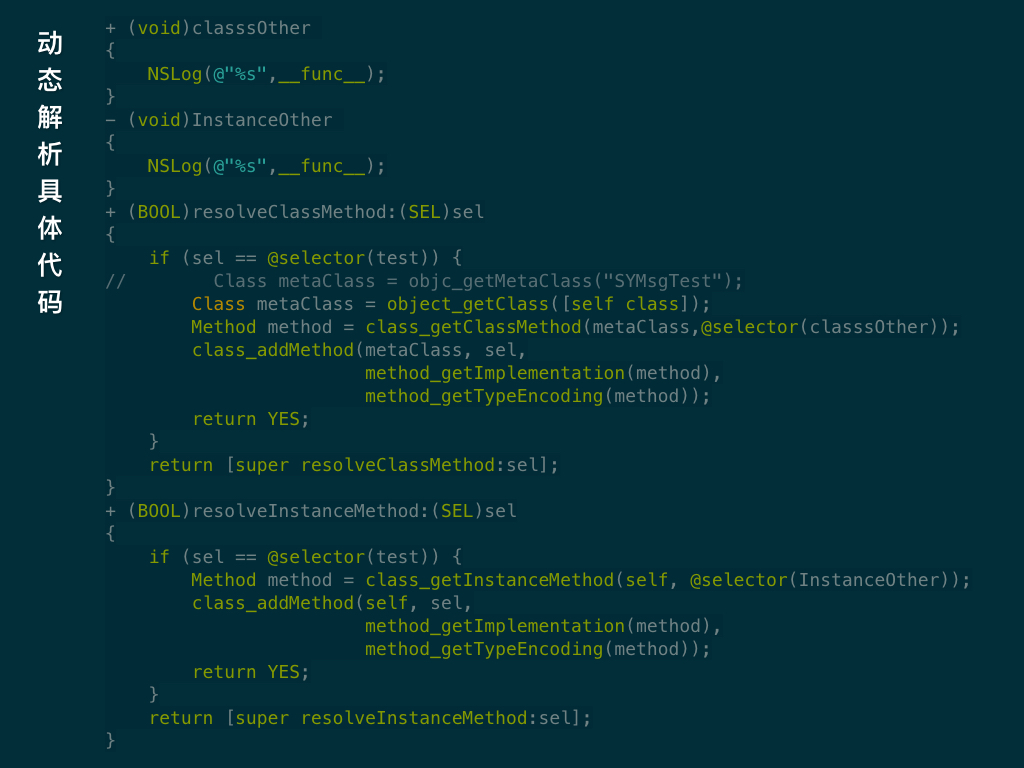 动态解析具体代码
+ (void)classsOther
{
    NSLog(@"%s",__func__);
}
– (void)InstanceOther
{
    NSLog(@"%s",__func__);
}
+ (BOOL)resolveClassMethod:(SEL)sel
{
    if (sel == @selector(test)) {
//        Class metaClass = objc_getMetaClass("SYMsgTest");
        Class metaClass = object_getClass([self class]);
        Method method = class_getClassMethod(metaClass,@selector(classsOther));
        class_addMethod(metaClass, sel,
                        method_getImplementation(method),
                        method_getTypeEncoding(method));
        return YES;
    }
    return [super resolveClassMethod:sel];
}
+ (BOOL)resolveInstanceMethod:(SEL)sel
{
    if (sel == @selector(test)) {
        Method method = class_getInstanceMethod(self, @selector(InstanceOther));
        class_addMethod(self, sel,
                        method_getImplementation(method),
                        method_getTypeEncoding(method));
        return YES;
    }
    return [super resolveInstanceMethod:sel];
}